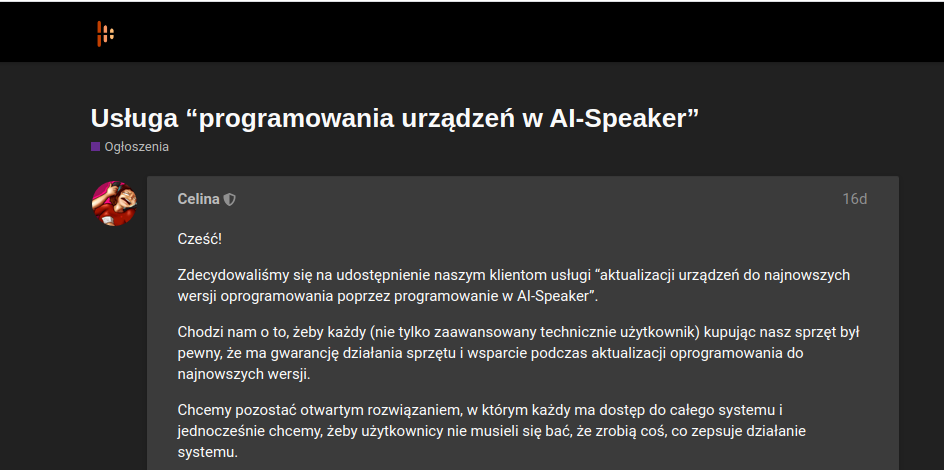 Usługa “programowania urządzeń w AI-Speaker”
Ogłoszenia
Celina 16d
Cześć!
Zdecydowaliśmy się na udostępnienie naszym klientom usługi “aktualizacji urządzeń do najnowszych
wersji oprogramowania poprzez programowanie w AI-Speaker”.
Chodzi nam o to, żeby każdy (nie tylko zaawansowany technicznie użytkownik) kupując nasz sprzęt był
pewny, że ma gwarancję działania sprzętu i wsparcie podczas aktualizacji oprogramowania do
najnowszych wersji.
Chcemy pozostać otwartym rozwiązaniem, w którym każdy ma dostęp do całego systemu i
jednocześnie chcemy, żeby użytkownicy nie musieli się bać, że zrobią coś, co zepsuje działanie
systemu.